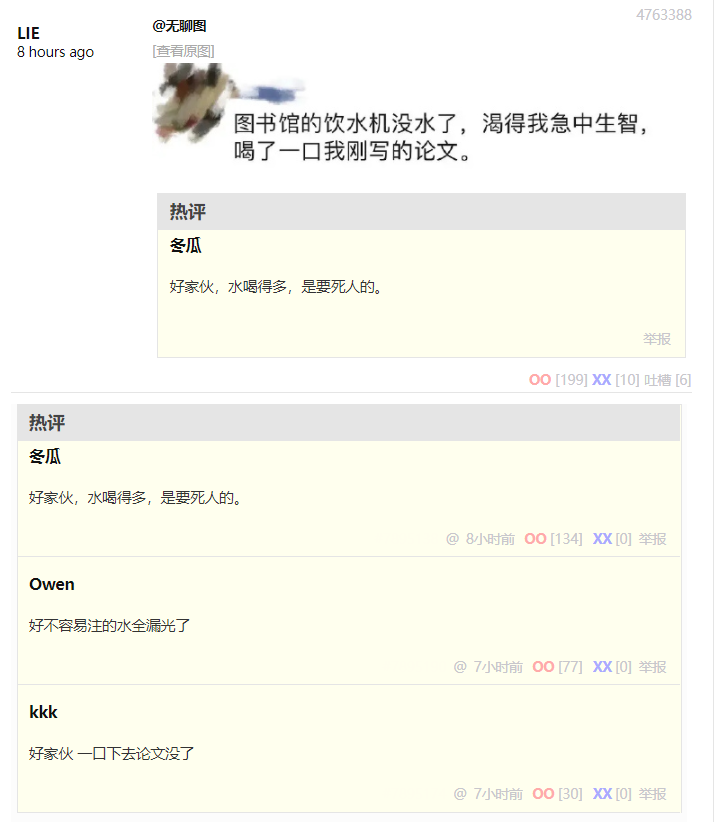 4763388
LIE
8 hours ago
@无聊图
[查看原图]
图书馆的饮水机没水了，渴得我急中生智，
喝了一口我刚写的论文。
热评
冬瓜
好家伙，水喝得多，是要死人的。
举报
OO [199] XX [10] 吐槽 [6]
热评
冬瓜
好家伙，水喝得多，是要死人的。
@ 8小时前 OO [134] XX [0] 举报
Owen
好不容易注的水全漏光了
@ 7小时前 OO [77] XX [0] 举报
kkk
好家伙 一口下去论文没了
@ 7小时前 OO [30] XX [0] 举报